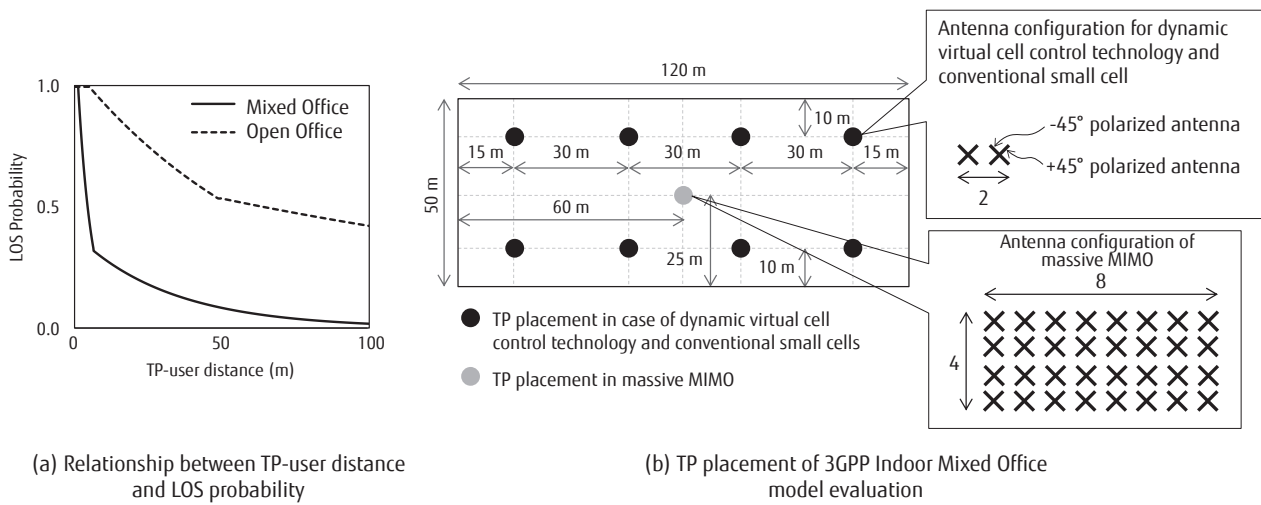 1.0
0.5
0.0
LOS Probability
Mixed Office
Open Office
0
50
100
TP-user distance (m)
(a) Relationship between TP-user distance
and LOS probability
120 m
50 m
10 m
15 m
30 m
30 m
30 m
15 m
60 m
25 m
10 m
TP placement in case of dynamic virtual cell
control technology and conventional small cells
TP placement in massive MIMO
Antenna configuration for dynamic
virtual cell control technology and
conventional small cell
-45° polarized antenna
+45° polarized antenna
2
Antenna configuration of
massive MIMO
8
4
(b) TP placement of 3GPP Indoor Mixed Office
model evaluation